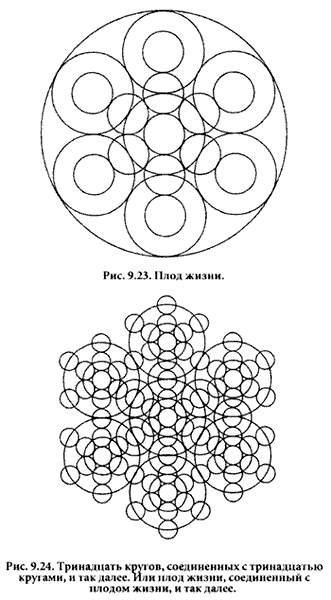 Рис. 9.23. Плод жизни.
Рис. 9.24. Тринадцать кругов, соединенных с тринадцатью
кругами, и так далее. Или плод жизни, соединенный с
плодом жизни, и так далее.